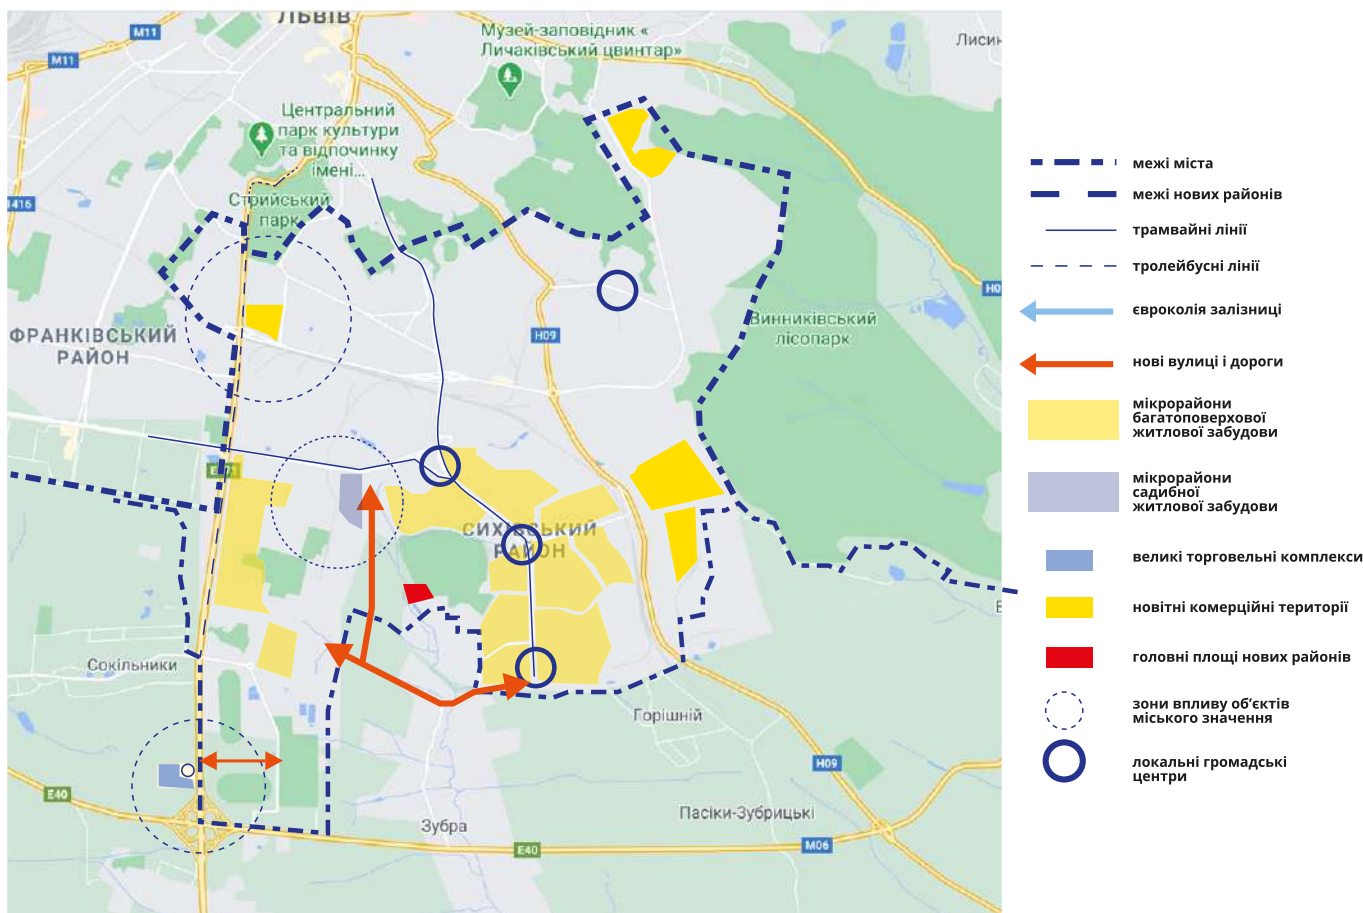 ЛЬВІВ
M11
M11
Музей-заповідник «
Личаківський цвинтар»
Лисин
Центральний
парк культури
та відпочинку
імені...
1416
Стрийський
парк
H0
ФРАНКІВСЬКИЙ
РАЙОН
H09
Винниківський
лісопарк
СИХІВСЬКИЙ
РАЙОН
Сокільники
Горішній
H09
E40
Зубра
Пасіки-Зубрицькі
E40
M06
межі міста
межі нових районів
трамвайні лінії
тролейбусні лінії
євроколія залізниці
нові вулиці і дороги
мікрорайони
багатоповерхової
житлової забудови
мікрорайони
садибної
житлової забудови
великі торговельні комплекси
новітні комерційні території
головні площі нових районів
зони впливу об’єктів
міського значення
локальні громадські
центри